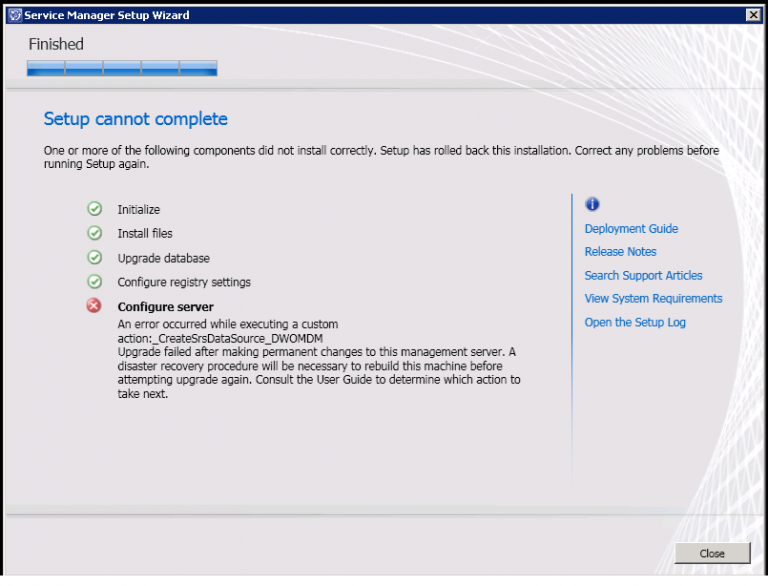 Service Manager Setup Wizard
Finished
Setup cannot complete
One or more of the following components did not install correctly. Setup has rolled back this installation. Correct any problems before
running Setup again.
Initialize
Install files
Upgrade database
Configure registry settings
Configure server
An error occurred while executing a custom
action:_CreateSrsDataSource_DWOMDM
Upgrade failed after making permanent changes to this management server. A
disaster recovery procedure will be necessary to rebuild this machine before
attempting upgrade again. Consult the User Guide to determine which action to
take next.
Deployment Guide
Release Notes
Search Support Articles
View System Requirements
Open the Setup Log
Close